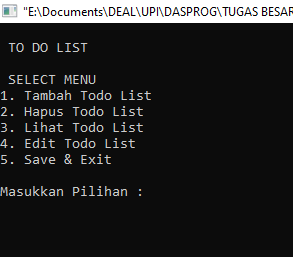 "E:\Documents\DEAL\UPI\DASPROG\TUGAS BESAR
TO DO LIST
SELECT MENU
1. Tambah Todo List
2. Hapus Todo List
3. Lihat Todo List
4. Edit Todo List
5. Save & Exit
Masukkan Pilihan :